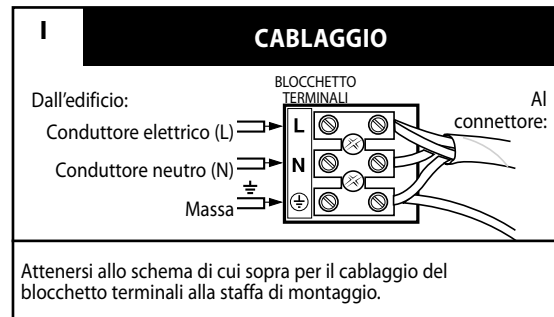 I
CABLAGGIO
BLOCCHETTO
TERMINALI
Dall'edificio:
Al
connettore:
Conduttore elettrico (L)
L
Conduttore neutro (N)
N
Massa
Attenersi allo schema di cui sopra per il cablaggio del
blocchetto terminali alla staffa di montaggio.